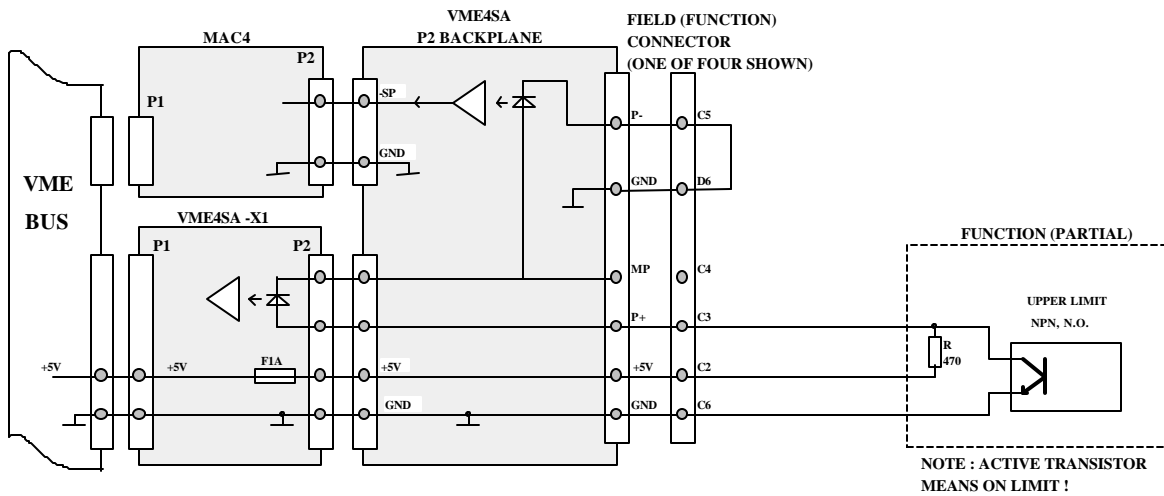 VME4SA
P2 BACKPLANE
FIELD (FUNCTION)
CONNECTOR
(ONE OF FOUR SHOWN)
MAC4
P2
P1
-SP
GND
P-
C5
GND
D6
VME
BUS
VME4SA -X1
P1
P2
MP
C4
P+
C3
+5V
+5V
F1A
+5V
+5V
C2
GND
GND
C6
FUNCTION (PARTIAL)
UPPER LIMIT
NPN, N.O.
R
470
NOTE : ACTIVE TRANSISTOR
MEANS ON LIMIT !